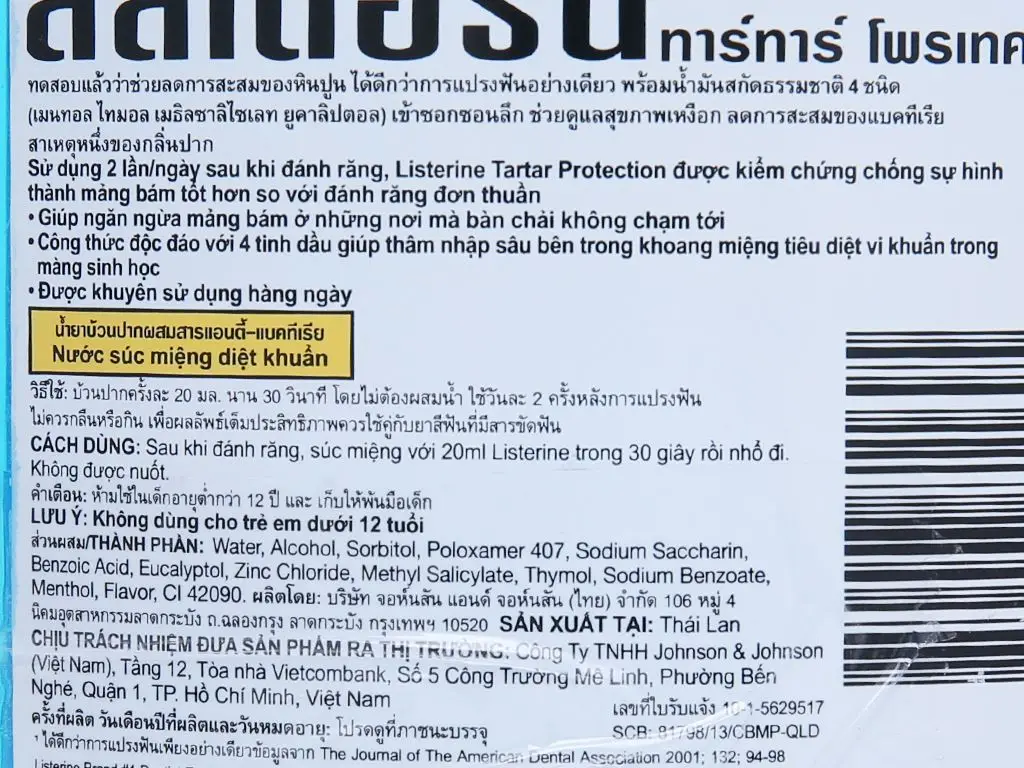 ลิสเตอรีน ทาร์ทาร์ โพรเทค
ทดสอบแล้วว่าช่วยลดการสะสมของหินปูน ได้ดีกว่าการแปรงฟันอย่างเดียว พร้อมน้ำมันสกัดธรรมชาติ 4 ชนิด
(เมนทอล ไทมอล เมธิลซาลิไซเลท ยูคาลิปตอล) เข้าซอกซอนลึก ช่วยดูแลสุขภาพเหงือก ลดการสะสมของแบคทีเรีย
สาเหตุหนึ่งของกลิ่นปาก
Sử dụng 2 lần/ngày sau khi đánh răng, Listerine Tartar Protection được kiểm chứng chống sự hình
thành mảng bám tốt hơn so với đánh răng đơn thuần
•Giúp ngăn ngừa mảng bám ở những nơi mà bàn chải không chạm tới
•Công thức độc đáo với 4 tinh dầu giúp thâm nhập sâu bên trong khoang miệng tiêu diệt vi khuẩn trong
màng sinh học
•Được khuyên sử dụng hàng ngày
น้ำยาบ้วนปากผสมสารแอนตี้-แบคทีเรีย
Nước súc miệng diệt khuẩn
วิธีใช้: บ้วนปากครั้งละ 20 มล. นาน 30 วินาที โดยไม่ต้องผสมน้ำ ใช้วันละ 2 ครั้งหลังการแปรงฟัน
ไม่ควรกลืนหรือกิน เพื่อผลลัพธ์เต็มประสิทธิภาพควรใช้คู่กับยาสีฟันที่มีสารขัดฟัน
CÁCH DÙNG: Sau khi đánh răng, súc miệng với 20ml Listerine trong 30 giây rồi nhổ đi.
Không được nuốt.
คำเตือน: ห้ามใช้ในเด็กอายุต่ำกว่า 12 ปี และ เก็บให้พ้นมือเด็ก
LƯU Ý: Không dùng cho trẻ em dưới 12 tuổi
ส่วนผสม/THÀNH PHẦN: Water, Alcohol, Sorbitol, Poloxamer 407, Sodium Saccharin,
Benzoic Acid, Eucalyptol, Zinc Chloride, Methyl Salicylate, Thymol, Sodium Benzoate,
Menthol, Flavor, CI 42090. ผลิตโดย: บริษัท จอห์นสัน แอนด์ จอห์นสัน (ไทย) จำกัด 106 หมู่ 4
นิคมอุตสาหกรรมลาดกระบัง ถ.ฉลองกรุง ลาดกระบัง กรุงเทพฯ 10520 SẢN XUẤT TẠI: Thái Lan
CHỊU TRÁCH NHIỆM ĐƯA SẢN PHẨM RA THỊ TRƯỜNG: Công Ty TNHH Johnson & Johnson
(Việt Nam), Tầng 12, Tòa nhà Vietcombank, Số 5 Công Trường Mê Linh, Phường Bến
Nghé, Quận 1, TP. Hồ Chí Minh, Việt Nam
เลขที่ใบรับแจ้ง 10-1-5629517
ครั้งที่ผลิต วันเดือนปีที่ผลิตและวันหมดอายุ: โปรดดูที่ภาชนะบรรจุ
SCB: 81798/13/CBMP-QLD
¹ ได้ดีกว่าการแปรงฟันเพียงอย่างเดียวข้อมูลจาก The Journal of The American Dental Association 2001; 132; 94-98